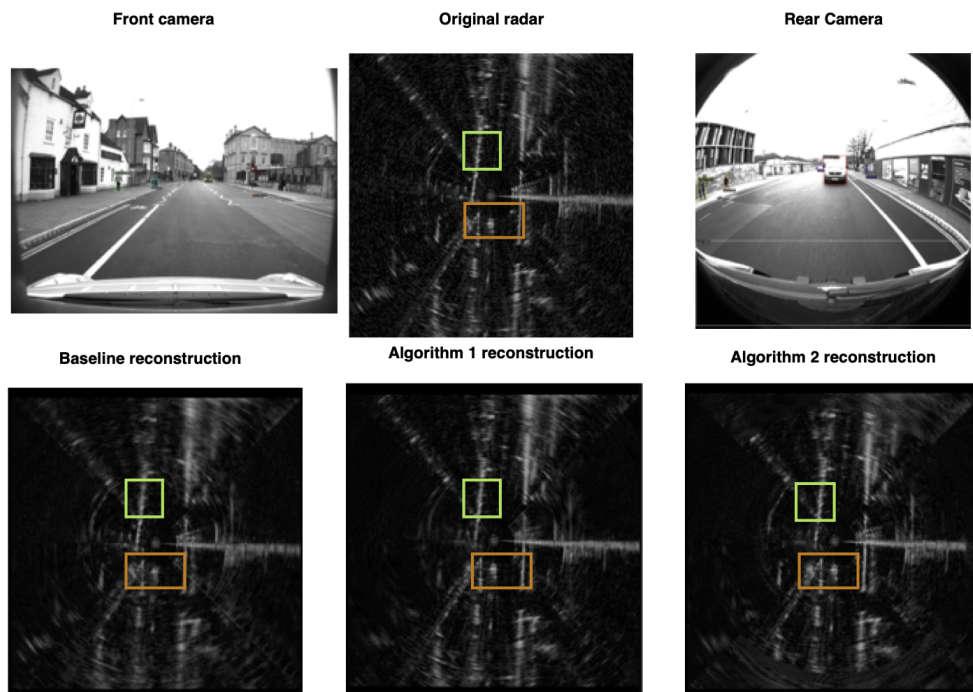 Front camera
Original radar
Rear Camera
Baseline reconstruction
Algorithm 1 reconstruction
Algorithm 2 reconstruction